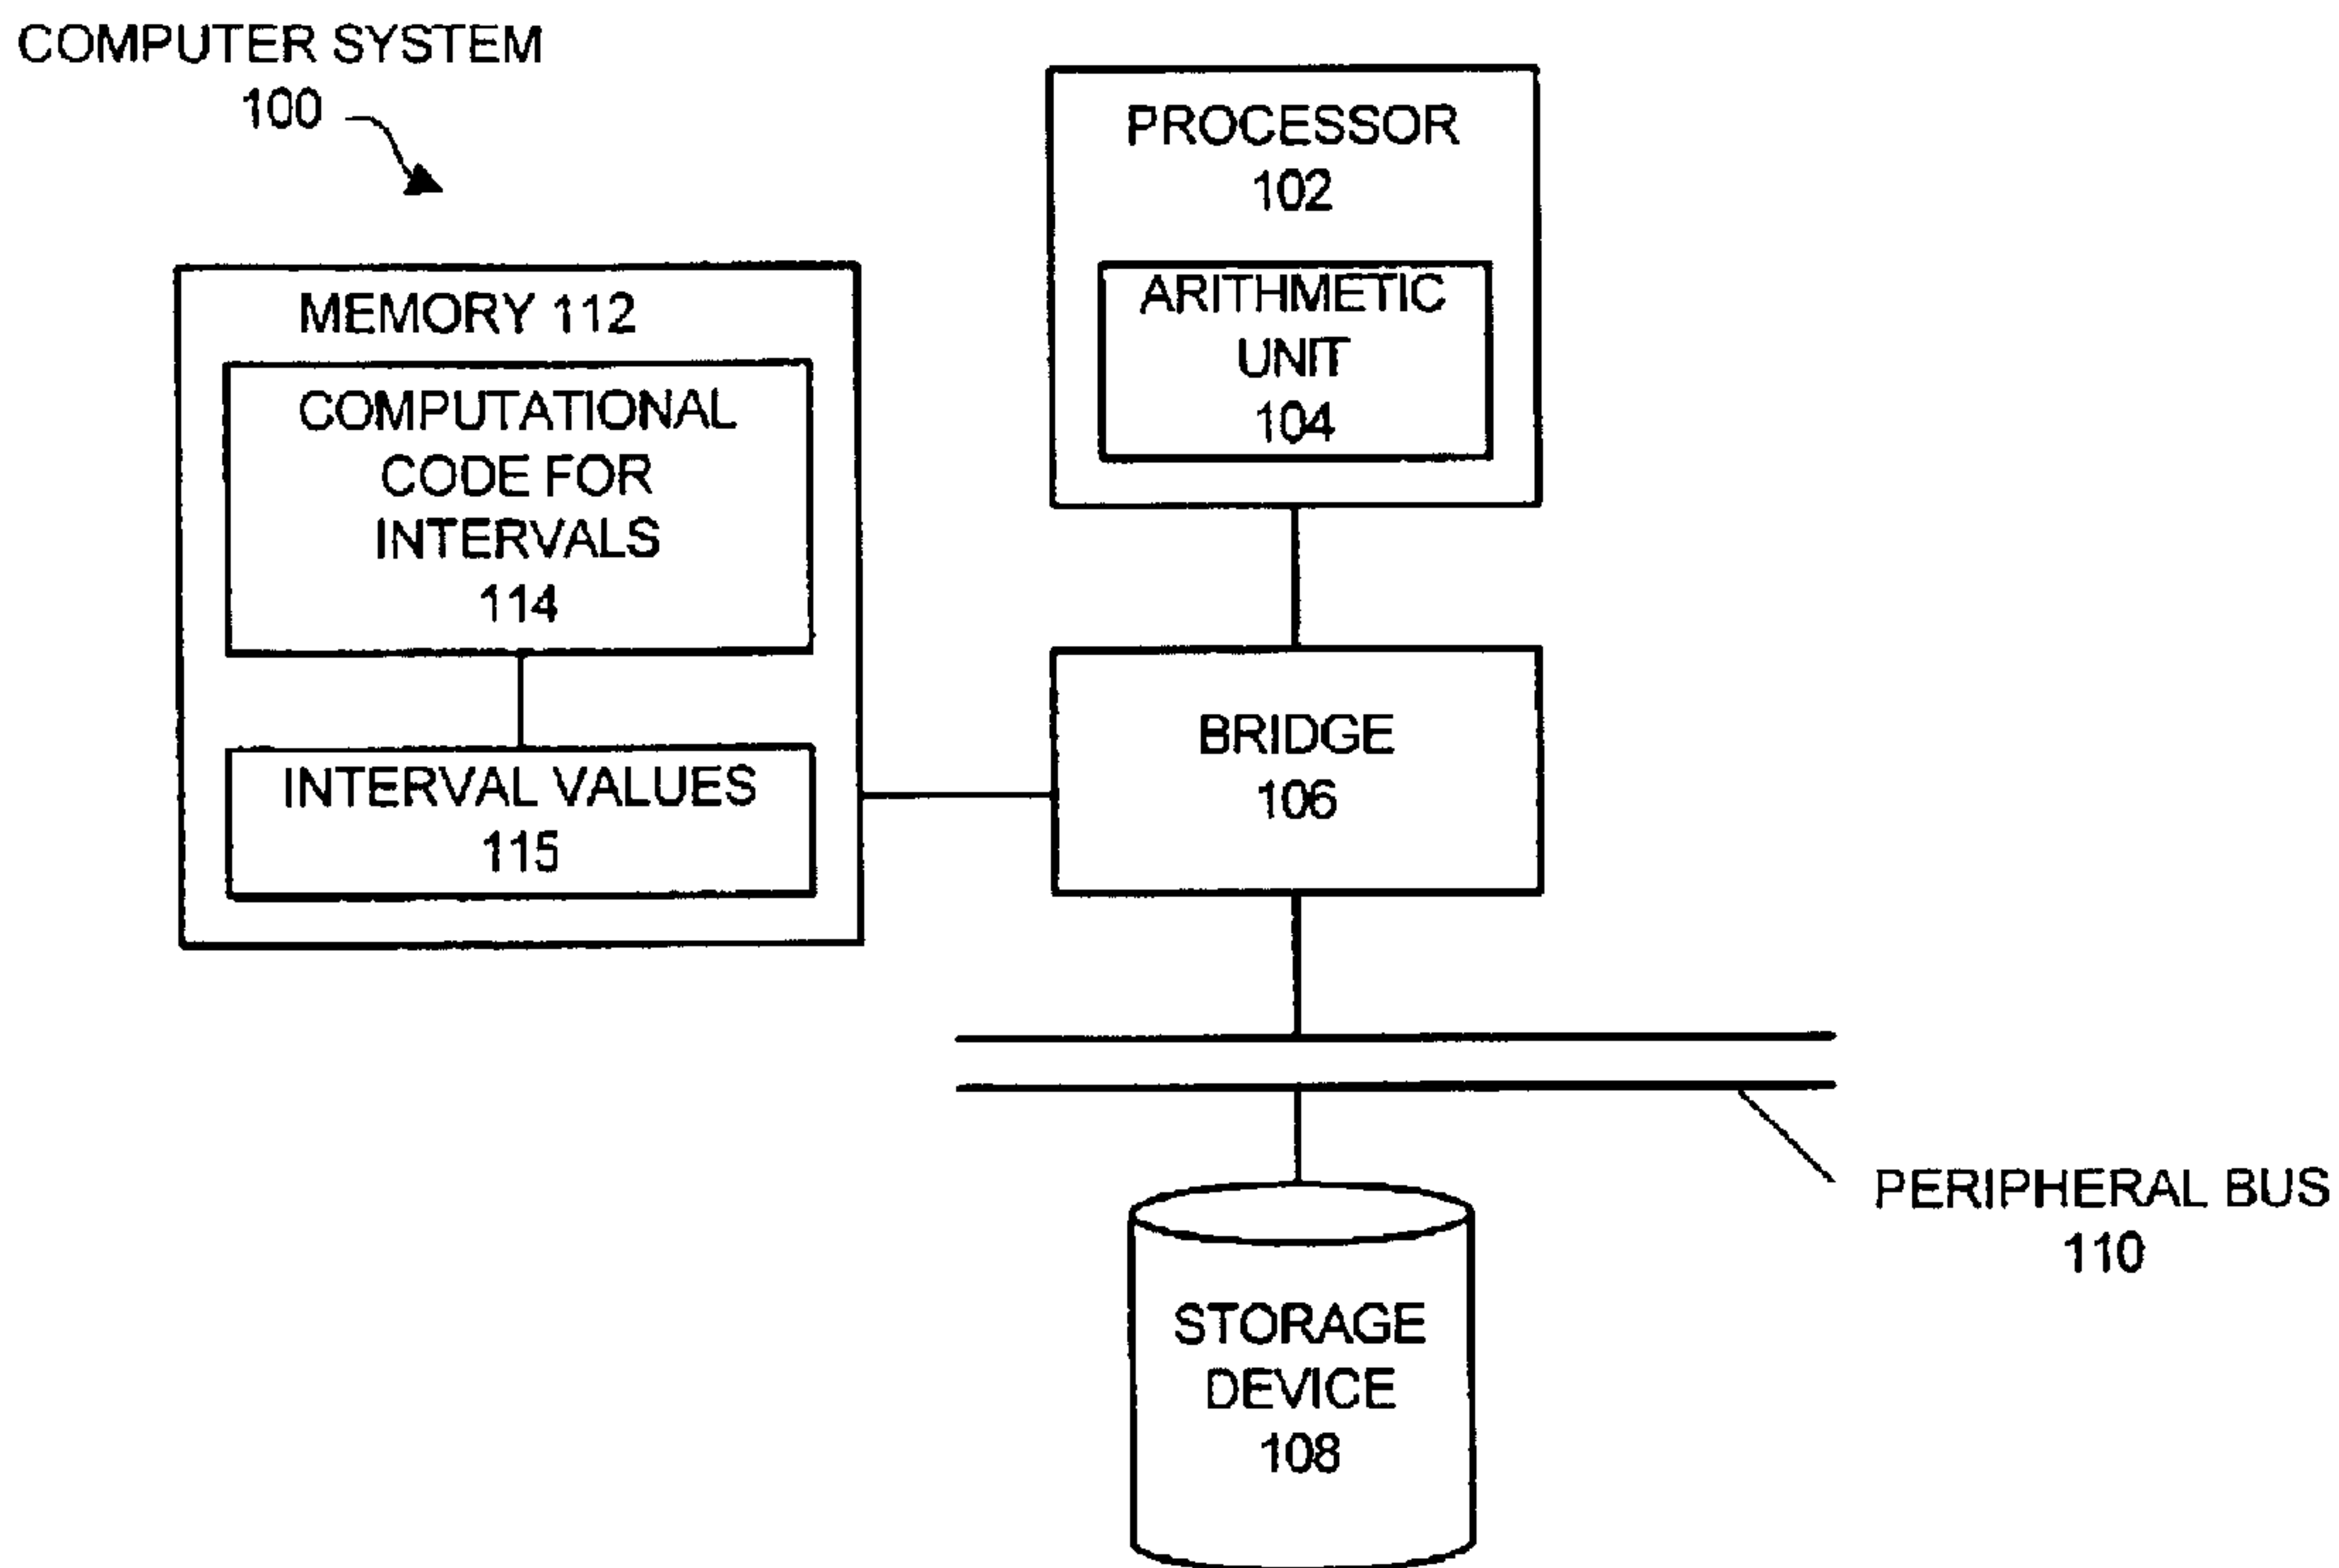 COMPUTER SYSTEM
100
PROCESSOR
102
ARITHMETIC
UNIT
104
MEMORY 112
COMPUTATIONAL
CODE FOR
INTERVALS
114
INTERVAL VALUES
115
BRIDGE
106
PERIPHERAL BUS
110
STORAGE
DEVICE
108